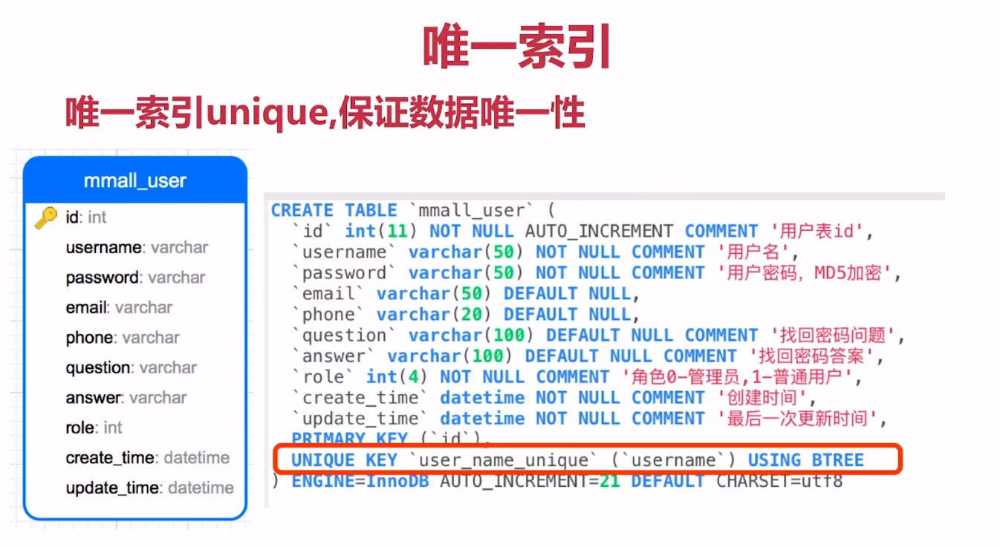 唯一索引
唯一索引unique,保证数据唯一性
mmall_user
id: int
username: varchar
password: varchar
email: varchar
phone: varchar
question: varchar
answer: varchar
role: int
create_time: datetime
update_time: datetime
CREATE TABLE `mmall_user` (
`id` int(11) NOT NULL AUTO_INCREMENT COMMENT '用户表id',
`username` varchar(50) NOT NULL COMMENT '用户名',
`password` varchar(50) NOT NULL COMMENT '用户密码，MD5加密',
`email` varchar(50) DEFAULT NULL,
`phone` varchar(20) DEFAULT NULL,
`question` varchar(100) DEFAULT NULL COMMENT '找回密码问题',
`answer` varchar(100) DEFAULT NULL COMMENT '找回密码答案',
`role` int(4) NOT NULL COMMENT '角色0-管理员,1-普通用户',
`create_time` datetime NOT NULL COMMENT '创建时间',
`update_time` datetime NOT NULL COMMENT '最后一次更新时间',
PRIMARY KEY (`id`),
UNIQUE KEY `user_name_unique` (`username`) USING BTREE
) ENGINE=InnoDB AUTO_INCREMENT=21 DEFAULT CHARSET=utf8